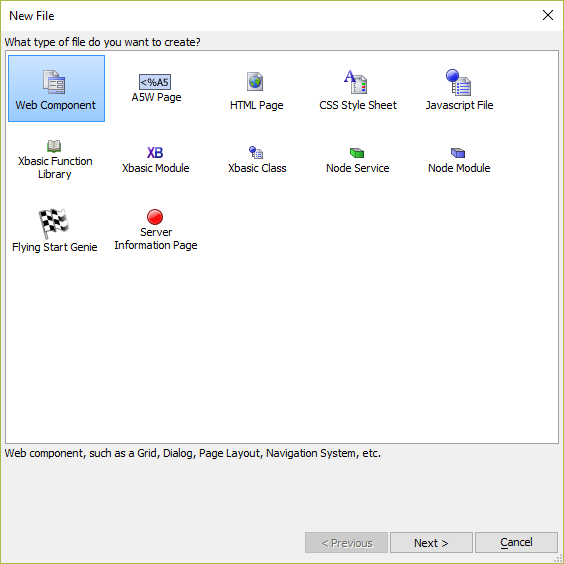 New File
What type of file do you want to create?
Web Component
<%A5
A5W Page
HTML Page
A
CSS Style Sheet
Javascript File
Xbasic Function
Library
XB
Xbasic Module
Xbasic Class
Node Service
Node Module
Flying Start Genie
Server
Information Page
Web component, such as a Grid, Dialog, Page Layout, Navigation System, etc.
< Previous
Next >
Cancel